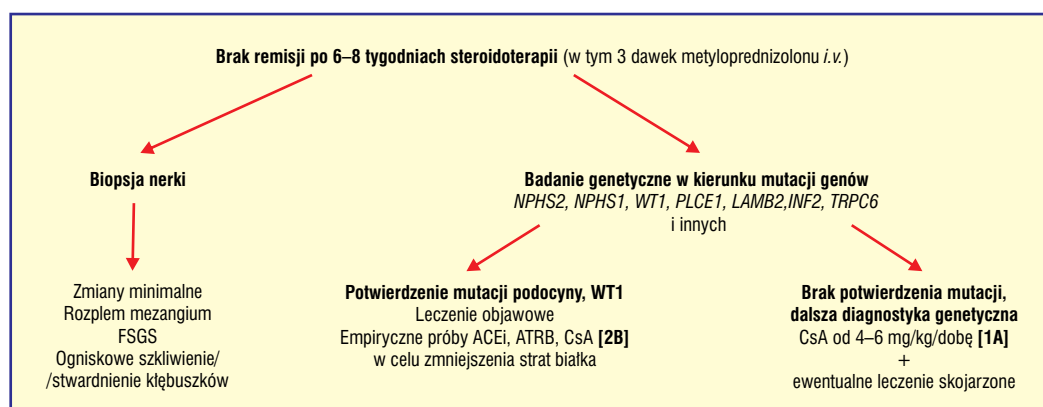 Brak remisji po 6–8 tygodniach steroidoterapii (w tym 3 dawek metyloprednizolonu i.v.)
Biopsja nerki
Badanie genetyczne w kierunku mutacji genów
NPHS2, NPHS1, WT1, PLCE1, LAMB2,INF2, TRPC6
i innych
Zmiany minimalne
Rozplem mezangium
FSGS
Ogniskowe szkliwienie/
/stwardnienie kłębuszków
Potwierdzenie mutacji podocyny, WT1
Leczenie objawowe
Empiryczne próby ACEi, ATRB, CsA [2B]
w celu zmniejszenia strat białka
Brak potwierdzenia mutacji,
dalsza diagnostyka genetyczna
CsA od 4–6 mg/kg/dobę [1A]
+
ewentualne leczenie skojarzone